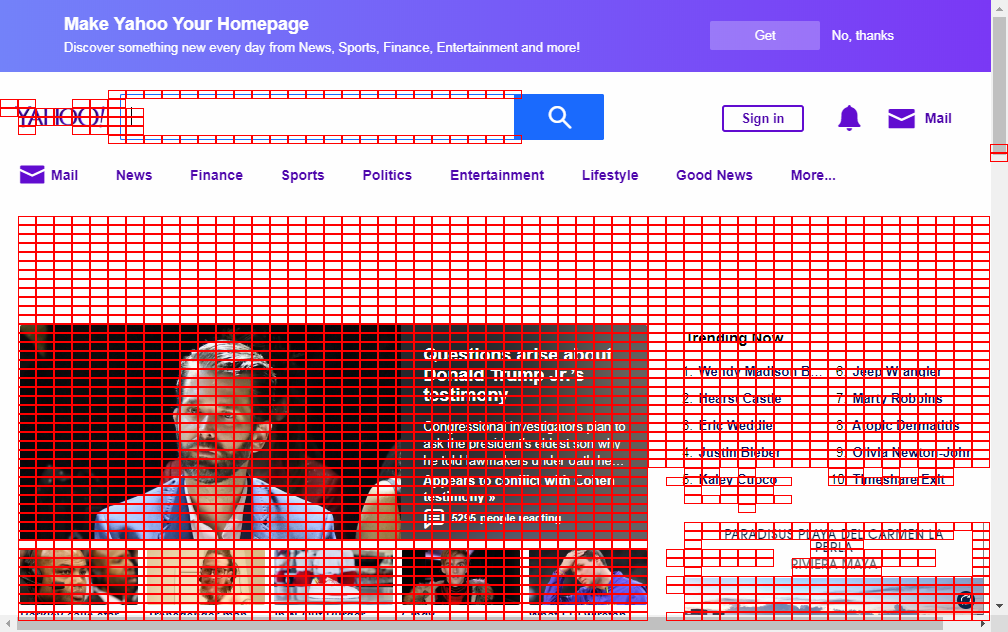 Make Yahoo Your Homepage
Discover something new every day from News, Sports, Finance, Entertainment and more!
Get
No, thanks
YAHOO!
Sign in
Mail
Mail
News
Finance
Sports
Politics
Entertainment
Lifestyle
Good News
More...
Questions arise about
Donald Trump Jr.'s
testimony
Congressional investigators plan to
ask the president's eldest son why
he told lawmakers under oath he...
Appears to conflict with Cohen
testimony »
5295 people reacting
Trending Now
1. Wendy Madison B...
2. Hearst Castle
3. Eric Weddle
4. Justin Bieber
5. Kaley Cuoco
6. Jeep Wrangler
7. Marty Robbins
8. Atopic Dermatitis
9. Olivia Newton-John
10. Timeshare Exit
PARADISUS PLAYA DEL CARMEN LA
PERLA
RIVIERA MAYA